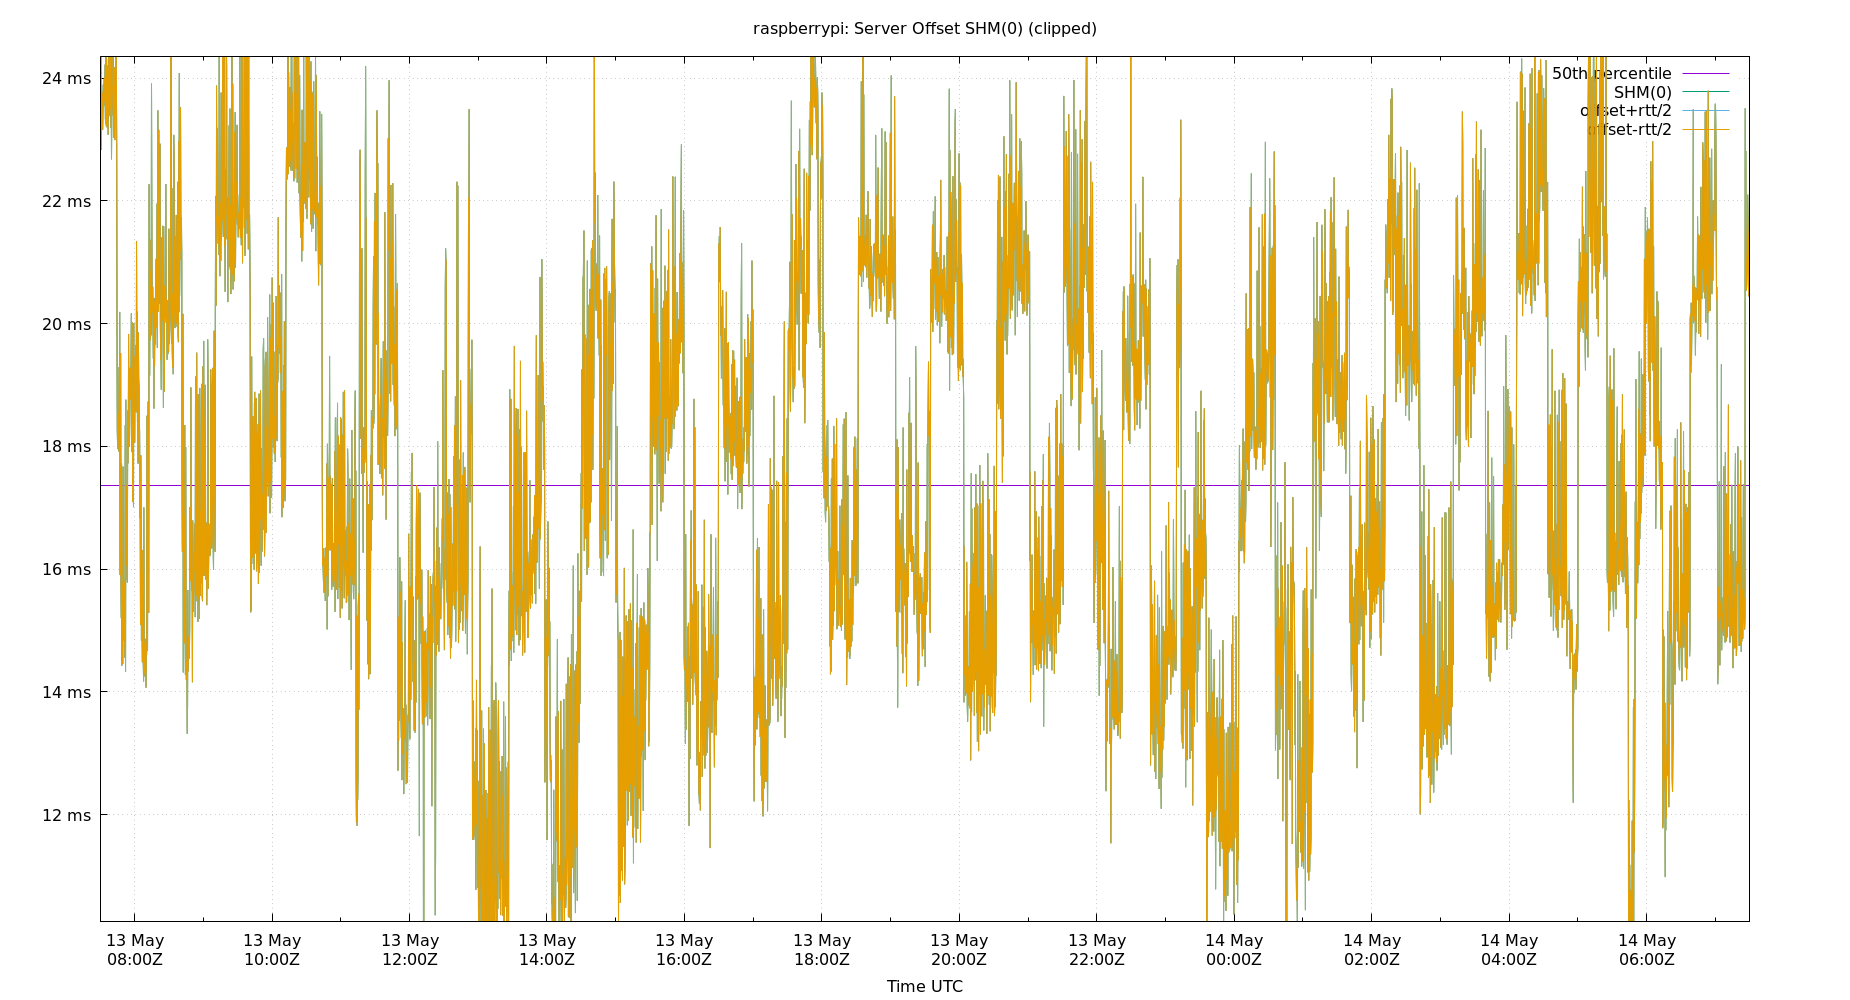 raspberrypi: Server Offset SHM(0) (clipped)
24 ms
22 ms
20 ms
18 ms
16 ms
14 ms
12 ms
50th percentile
SHM(0)
offset+rtt/2
offset-rtt/2
13 May 13 May 13 May 13 May 13 May 13 May 13 May 13 May 14 May 14 May 14 May 14 May
08:00Z 10:00Z 12:00Z 14:00Z 16:00Z 18:00Z 20:00Z 22:00Z 00:00Z 02:00Z 04:00Z 06:00Z
Time UTC